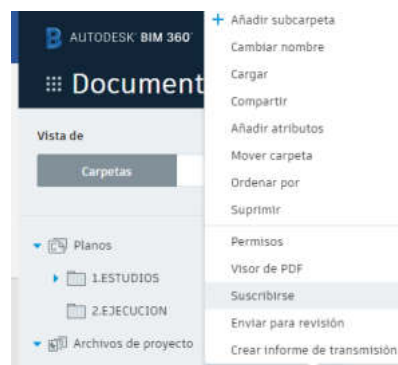 AUTODESK® BIM 360°
Document
Vista de
Carpetas
Planos
1.ESTUDIOS
2.EJECUCION
Archivos de proyecto
+ Añadir subcarpeta
Cambiar nombre
Cargar
Compartir
Añadir atributos
Mover carpeta
Ordenar por
Suprimir
Permisos
Visor de PDF
Suscribirse
Enviar para revisión
Crear informe de transmisión